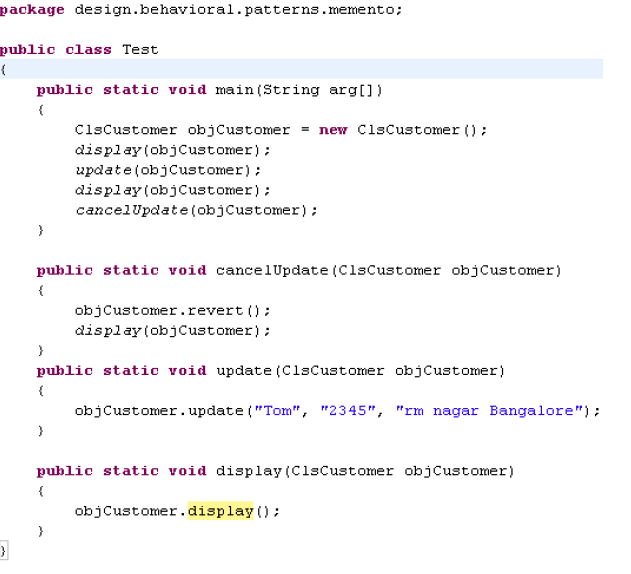 package design.behavioral.patterns.memento;
public class Test
{
public static void main(String arg[])
{
ClsCustomer objCustomer = new ClsCustomer();
display(objCustomer);
update(objCustomer);
display(objCustomer);
cancelUpdate(objCustomer);
}
public static void cancelUpdate(ClsCustomer objCustomer)
{
objCustomer.revert();
display(objCustomer);
}
public static void update(ClsCustomer objCustomer)
{
objCustomer.update("Tom", "2345", "rm nagar Bangalore");
}
public static void display(ClsCustomer objCustomer)
{
objCustomer.display();
}
}